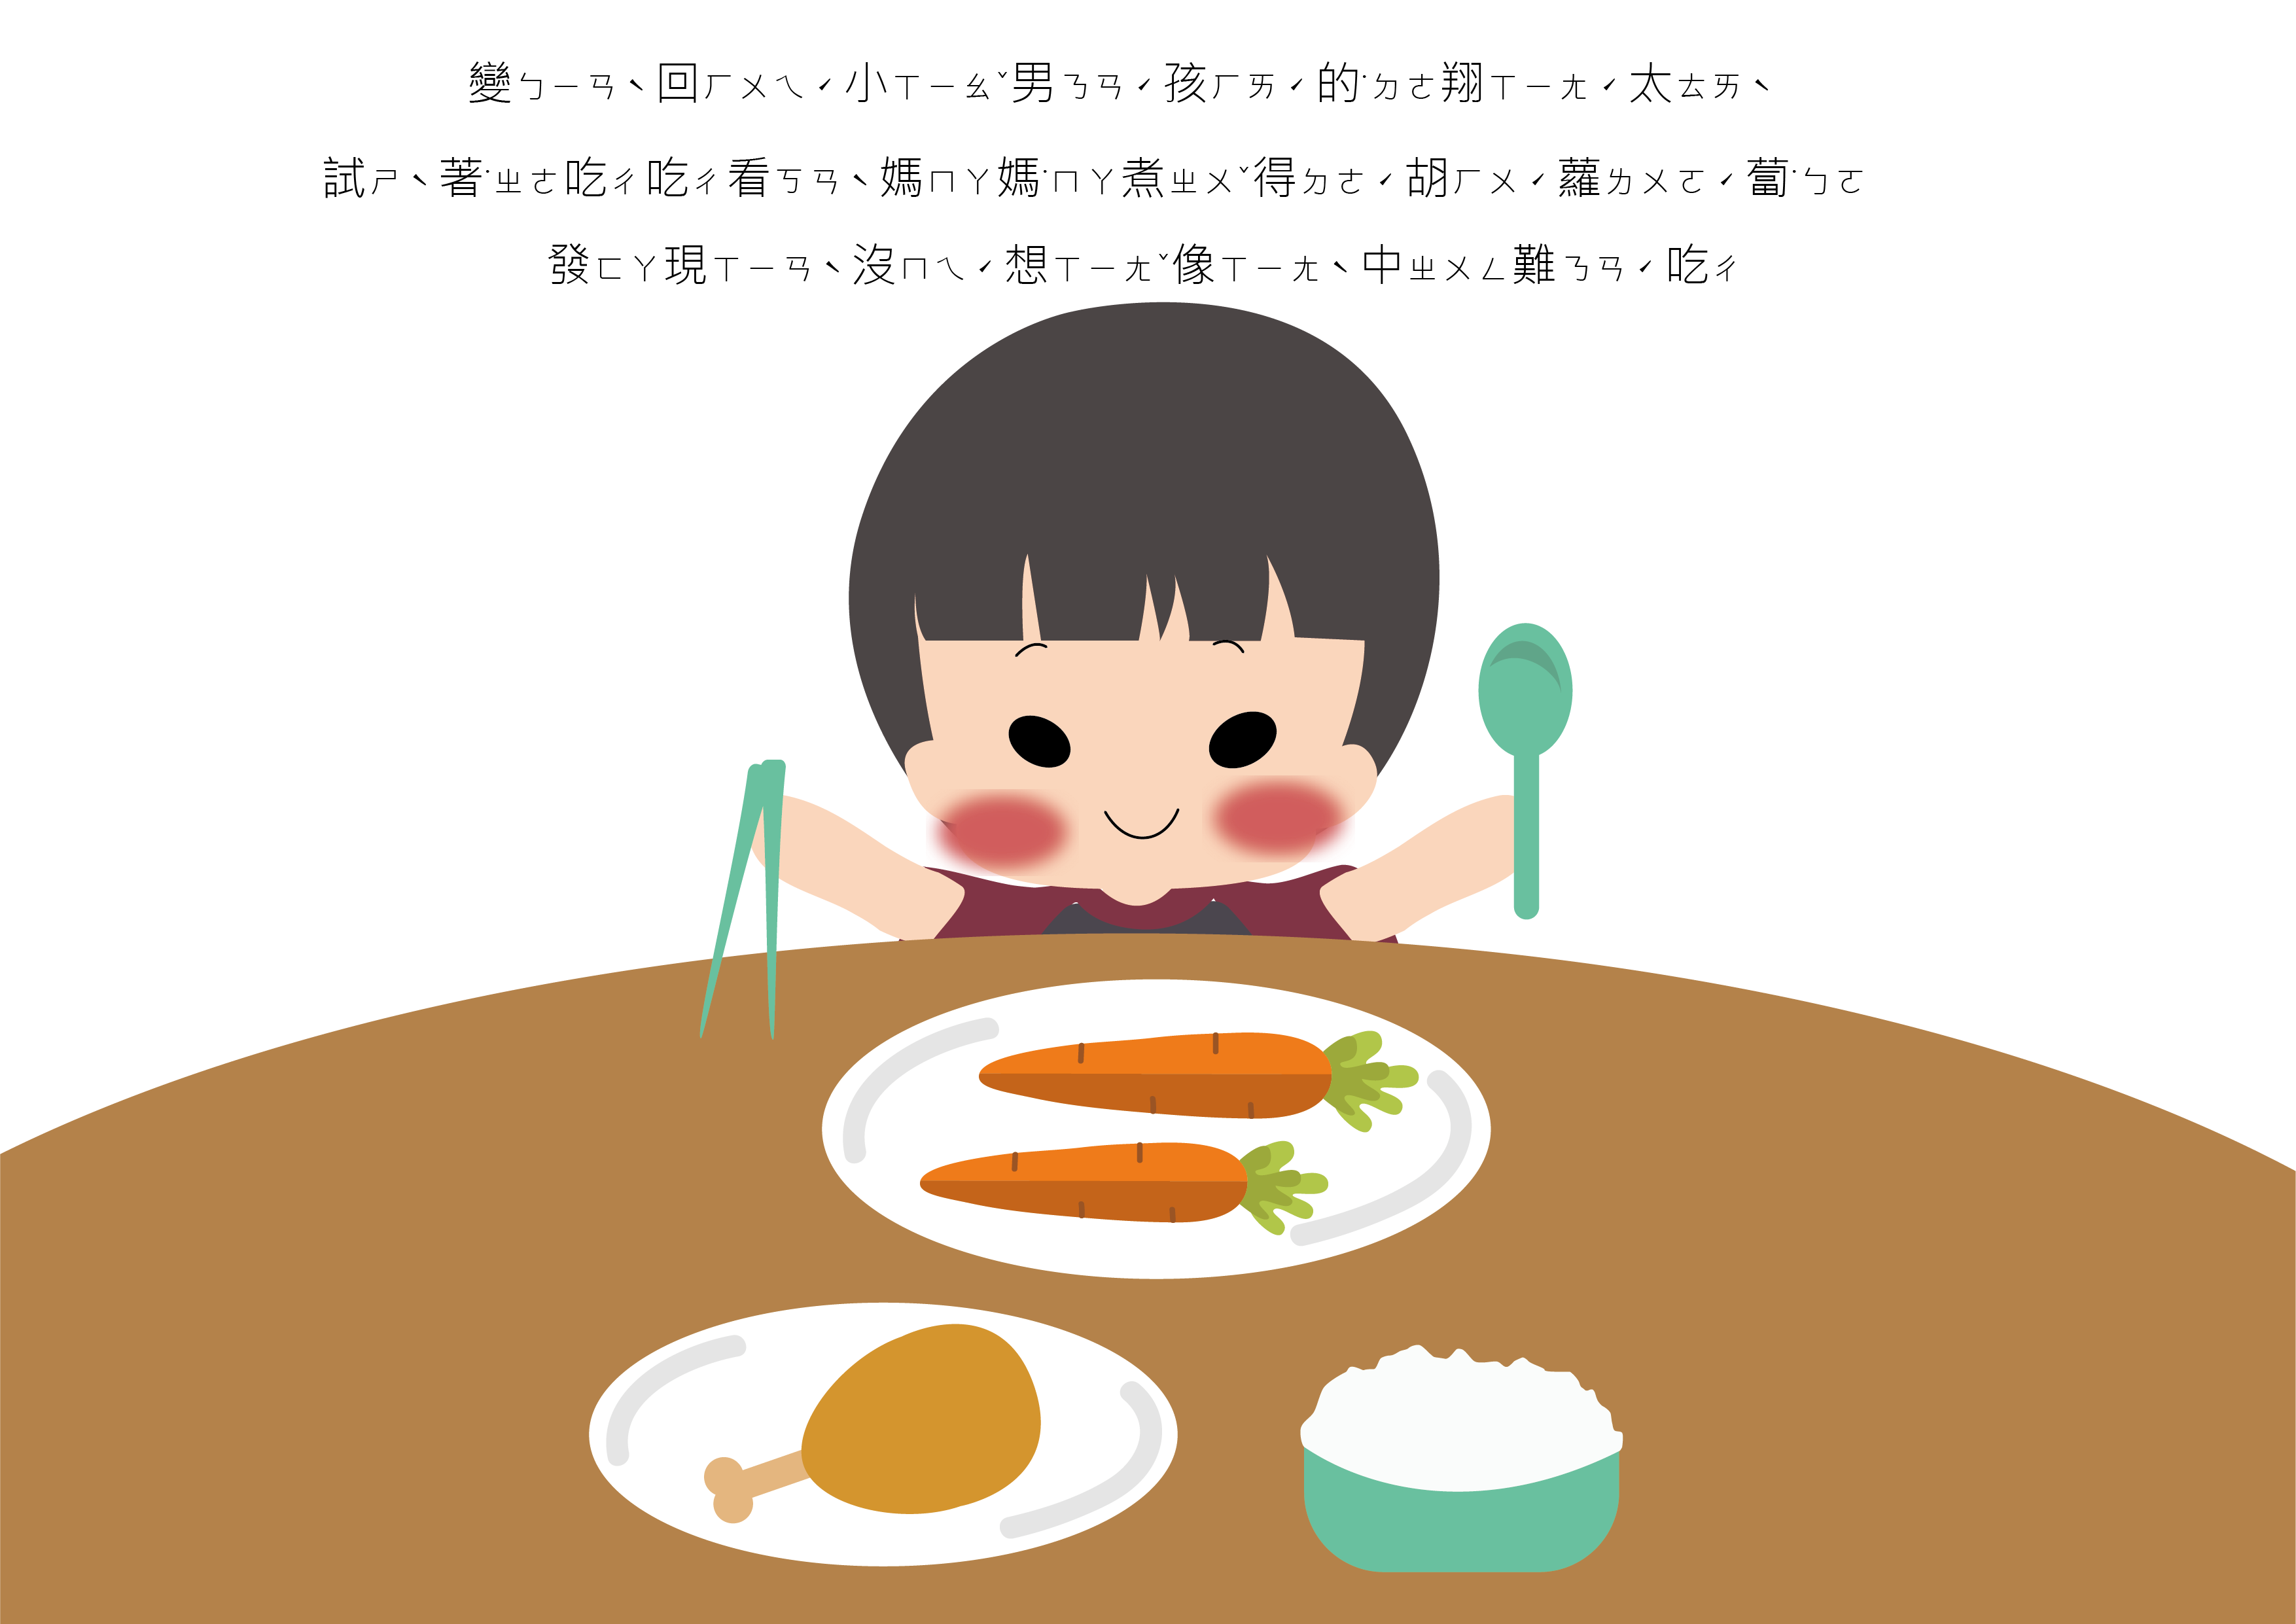 變ㄅㄧㄢˋ回ㄏㄨㄟˊ小ㄒㄧㄠˇ男ㄋㄢˊ孩ㄏㄞˊ的˙ㄉㄜ翔ㄒㄧㄤˊ太ㄊㄞˋ
試ㄕˋ著˙ㄓㄜ吃ㄔ吃ㄔ看ㄎㄢˋ媽ㄇㄚ媽˙ㄇㄚ煮ㄓㄨˇ得ㄉㄜˊ胡ㄏㄨˊ蘿ㄌㄨㄛˊ蔔˙ㄅㄛ
發ㄈㄚ現ㄒㄧㄢˋ沒ㄇㄟˊ想ㄒㄧㄤˇ像ㄒㄧㄤˋ中ㄓㄨㄥ難ㄋㄢˊ吃ㄔ